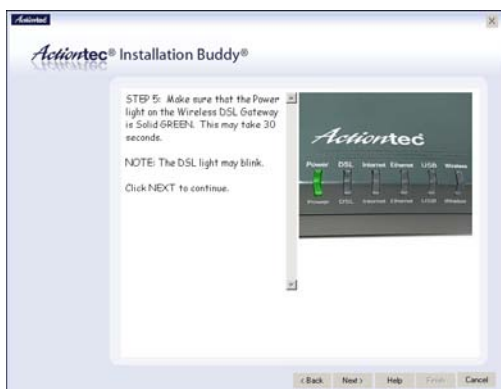 Actiontec
Actiontec® Installation Buddy®
STEP 5: Make sure that the Power
light on the Wireless DSL Gateway
is Solid GREEN. This may take 30
seconds.
NOTE: The DSL light may blink.
Click NEXT to continue.
Actiontec
Power DSL Internet Ethernet USB Wireless
Power DSL Internet Ethernet USB Wireless
< Back Next > Help Finish Cancel